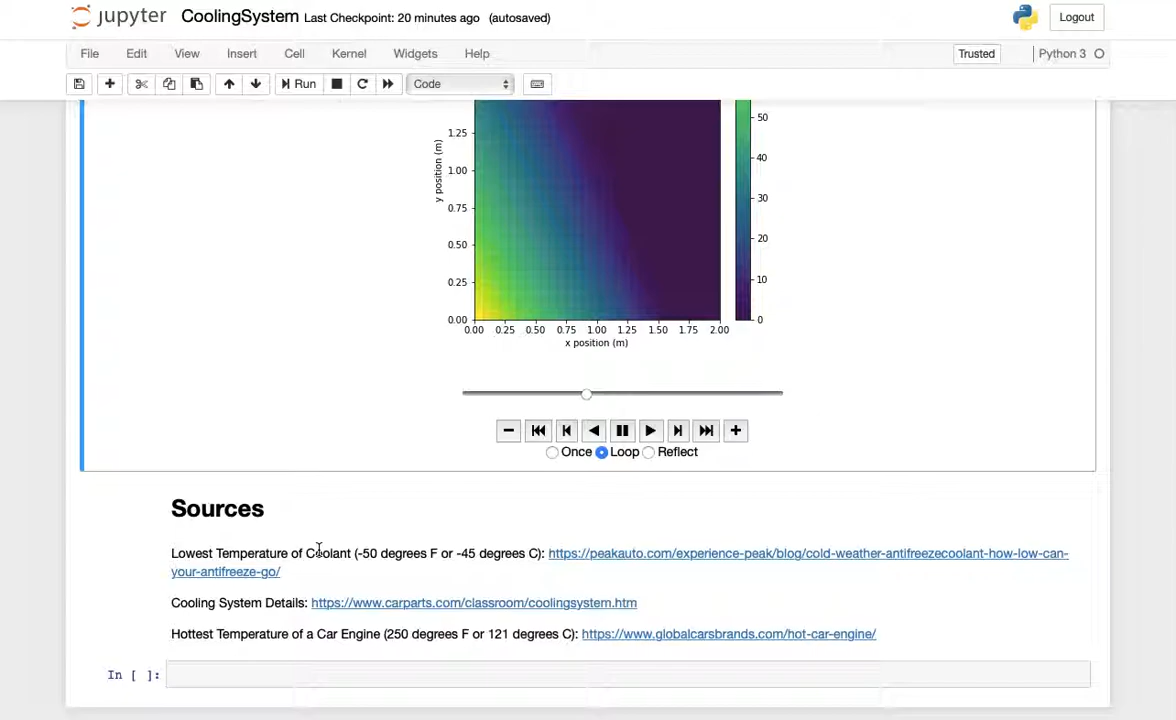 jupyter CoolingSystem Last Checkpoint: 20 minutes ago (autosaved) Logout
File Edit View Insert Cell Kernel Widgets Help Trusted Python 3
Run Code
1.25
1.00
0.75
0.50
0.25
0.00
y position (m)
0.00 0.25 0.50 0.75 1.00 1.25 1.50 1.75 2.00
x position (m)
50
40
30
20
10
0
Once Loop Reflect
Sources
Lowest Temperature of Coolant (-50 degrees F or -45 degrees C): https://peakauto.com/experience-peak/blog/cold-weather-antifreezecoolant-how-low-can-
your-antifreeze-go/
Cooling System Details: https://www.carparts.com/classroom/coolingsystem.htm
Hottest Temperature of a Car Engine (250 degrees F or 121 degrees C): https://www.globalcarsbrands.com/hot-car-engine/
In [ ]: